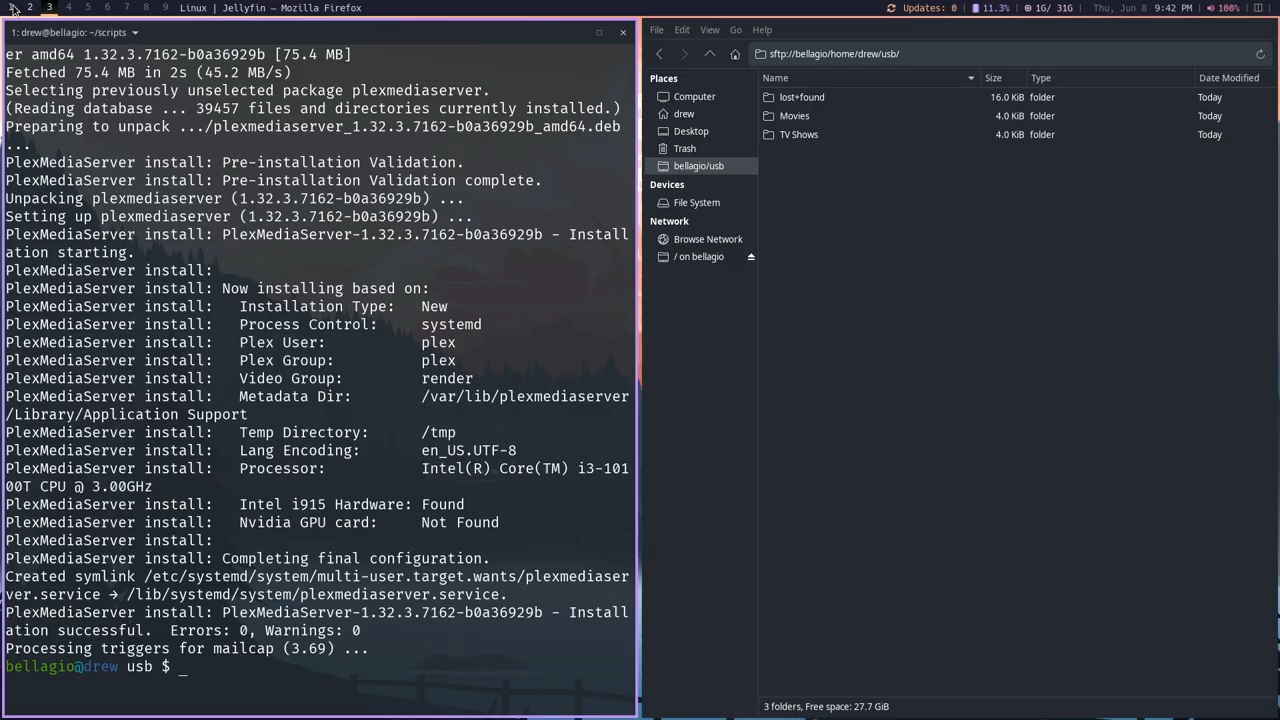 1 2 3 4 5 6 7 8 9 Linux | Jellyfin — Mozilla Firefox Updates: 0 11.3% 1G/ 31G Thu, Jun 8 9:42 PM 100%
1: drew@bellagio: ~/scripts
er amd64 1.32.3.7162-b0a36929b [75.4 MB]
Fetched 75.4 MB in 2s (45.2 MB/s)
Selecting previously unselected package plexmediaserver.
(Reading database ... 39457 files and directories currently installed.)
Preparing to unpack .../plexmediaserver_1.32.3.7162-b0a36929b_amd64.deb
...
PlexMediaServer install: Pre-installation Validation.
PlexMediaServer install: Pre-installation Validation complete.
Unpacking plexmediaserver (1.32.3.7162-b0a36929b) ...
Setting up plexmediaserver (1.32.3.7162-b0a36929b) ...
PlexMediaServer install: PlexMediaServer-1.32.3.7162-b0a36929b - Install
ation starting.
PlexMediaServer install:
PlexMediaServer install: Now installing based on:
PlexMediaServer install:   Installation Type:   New
PlexMediaServer install:   Process Control:     systemd
PlexMediaServer install:   Plex User:           plex
PlexMediaServer install:   Plex Group:          plex
PlexMediaServer install:   Video Group:         render
PlexMediaServer install:   Metadata Dir:        /var/lib/plexmediaserver
/Library/Application Support
PlexMediaServer install:   Temp Directory:      /tmp
PlexMediaServer install:   Lang Encoding:       en_US.UTF-8
PlexMediaServer install:   Processor:           Intel(R) Core(TM) i3-101
00T CPU @ 3.00GHz
PlexMediaServer install:   Intel i915 Hardware: Found
PlexMediaServer install:   Nvidia GPU card:     Not Found
PlexMediaServer install:
PlexMediaServer install: Completing final configuration.
Created symlink /etc/systemd/system/multi-user.target.wants/plexmediaser
ver.service → /lib/systemd/system/plexmediaserver.service.
PlexMediaServer install: PlexMediaServer-1.32.3.7162-b0a36929b - Install
ation successful.  Errors: 0, Warnings: 0
Processing triggers for mailcap (3.69) ...
bellagio@drew usb $ _
File Edit View Go Help
sftp://bellagio/home/drew/usb/
Places
Computer
drew
Desktop
Trash
bellagio/usb
Devices
File System
Network
Browse Network
/ on bellagio
Name Size Type Date Modified
lost+found 16.0 KiB folder Today
Movies 4.0 KiB folder Today
TV Shows 4.0 KiB folder Today
3 folders, Free space: 27.7 GiB